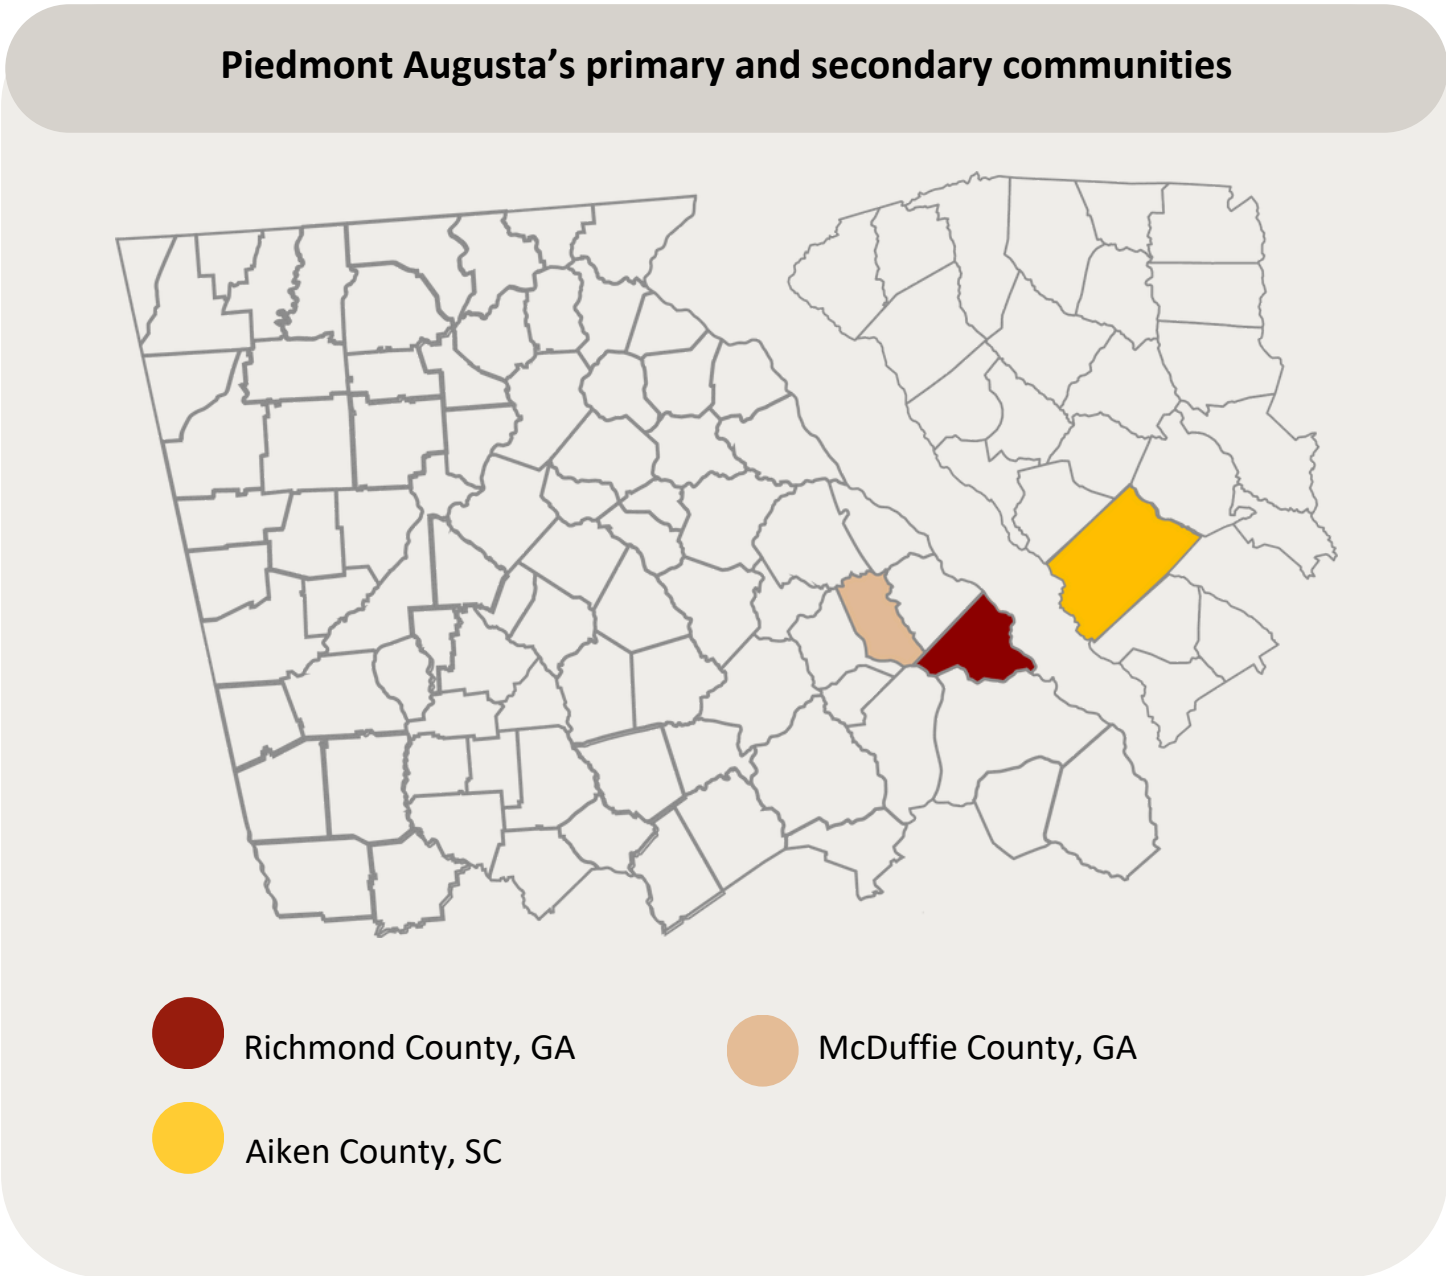 Piedmont Augusta’s primary and secondary communities
Richmond County, GA
McDuffie County, GA
Aiken County, SC